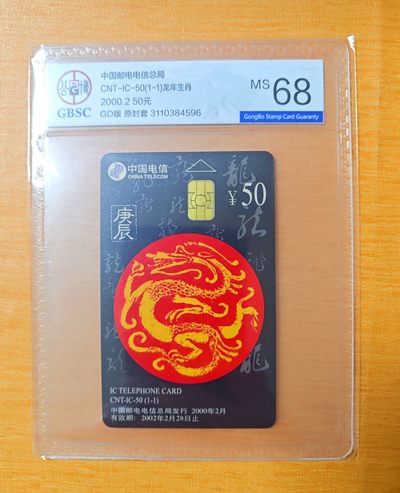 中国邮电电信总局
CNT-IC-50(1-1)龙年生肖
2000.2 50元
GD版 原封套 3110384596
GBSC
MS 68
GongBo Stamp Card Guaranty
中国电信
CHINA TELECOM
¥50
庚辰
IC TELEPHONE CARD
CNT-IC-50 (1-1)
中国邮电电信总局发行 2000年2月
有效期: 2002年2月28日止